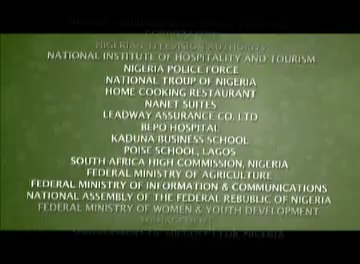 NIGERIAN TELEVISION AUTHORITY
NATIONAL INSTITUTE OF HOSPITALITY AND TOURISM
NIGERIA POLICE FORCE
NATIONAL TROUP OF NIGERIA
HOME COOKING RESTAURANT
NANET SUITES
LEADWAY ASSURANCE CO. LTD
BEPO HOSPITAL
KADUNA BUSINESS SCHOOL
POISE SCHOOL, LAGOS
SOUTH AFRICA HIGH COMMISSION, NIGERIA
FEDERAL MINISTRY OF AGRICULTURE
FEDERAL MINISTRY OF INFORMATION & COMMUNICATIONS
NATIONAL ASSEMBLY OF THE FEDERAL REPUBLIC OF NIGERIA
FEDERAL MINISTRY OF WOMEN & YOUTH DEVELOPMENT
MANAGEMENT
NIGERIA